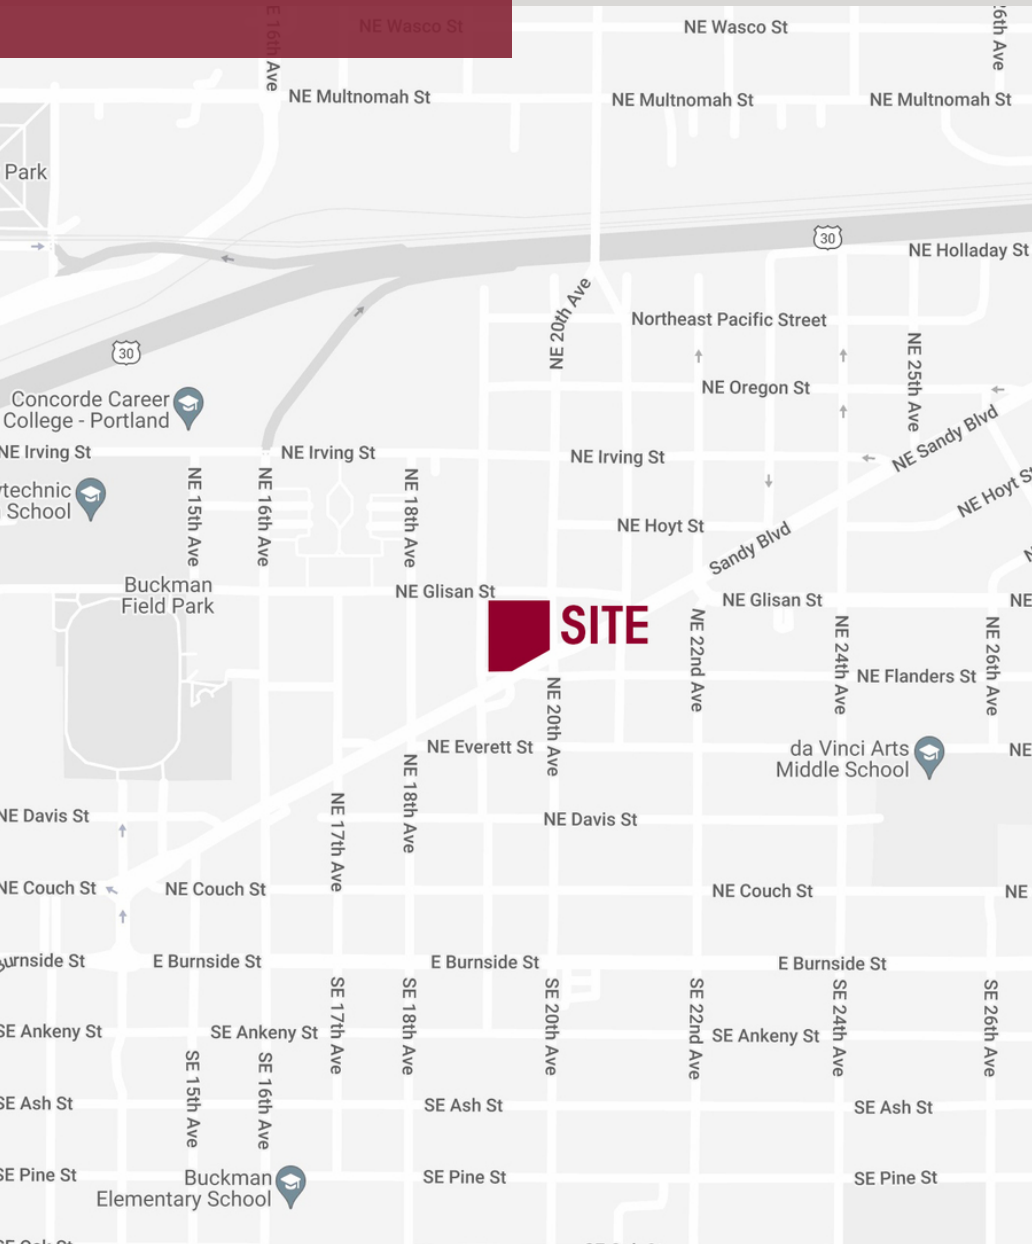 NE Wasco St
NE Wasco St
E 16th Ave
6th Ave
NE Multnomah St
NE Multnomah St
NE Multnomah St
Park
30
NE Holladay St
NE 20th Ave
Northeast Pacific Street
30
NE 25th Ave
NE Oregon St
Concorde Career
College - Portland
NE Sandy Blvd
NE Irving St
NE Irving St
NE Irving St
ytechnic
School
NE 15th Ave
NE 16th Ave
NE 18th Ave
NE Hoyt St
NE Hoyt S
Sandy Blvd
Buckman
Field Park
NE Glisan St
NE Glisan St
NE
SITE
NE 22nd Ave
NE 24th Ave
NE 26th Ave
NE Flanders St
NE 20th Ave
NE Everett St
da Vinci Arts
Middle School
NE
NE 18th Ave
NE 17th Ave
NE Davis St
NE Davis St
NE Couch St
NE Couch St
NE Couch St
NE
urnside St
E Burnside St
E Burnside St
E Burnside St
SE 17th Ave
SE 18th Ave
SE 20th Ave
SE 22nd Ave
SE 24th Ave
SE 26th Ave
SE Ankeny St
SE Ankeny St
SE Ankeny St
SE 15th Ave
SE 16th Ave
SE Ash St
SE Ash St
SE Ash St
SE Pine St
SE Pine St
SE Pine St
Buckman
Elementary School